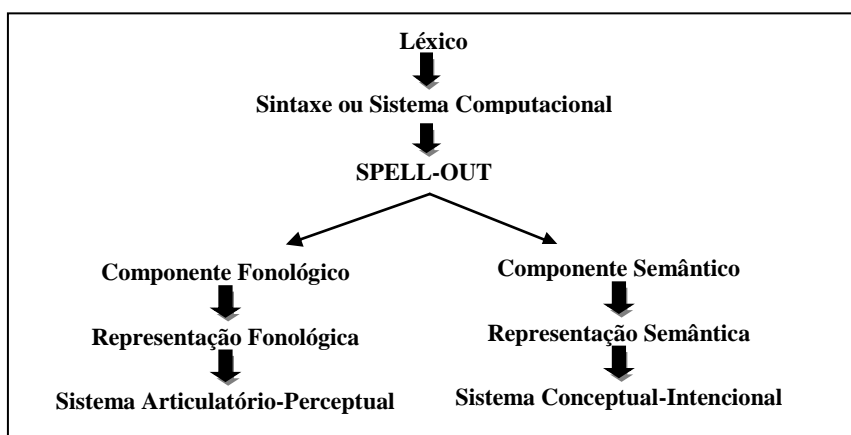 Léxico
Sintaxe ou Sistema Computacional
SPELL-OUT
Componente Fonológico
Componente Semântico
Representação Fonológica
Representação Semântica
Sistema Articulatório-Perceptual
Sistema Conceptual-Intencional